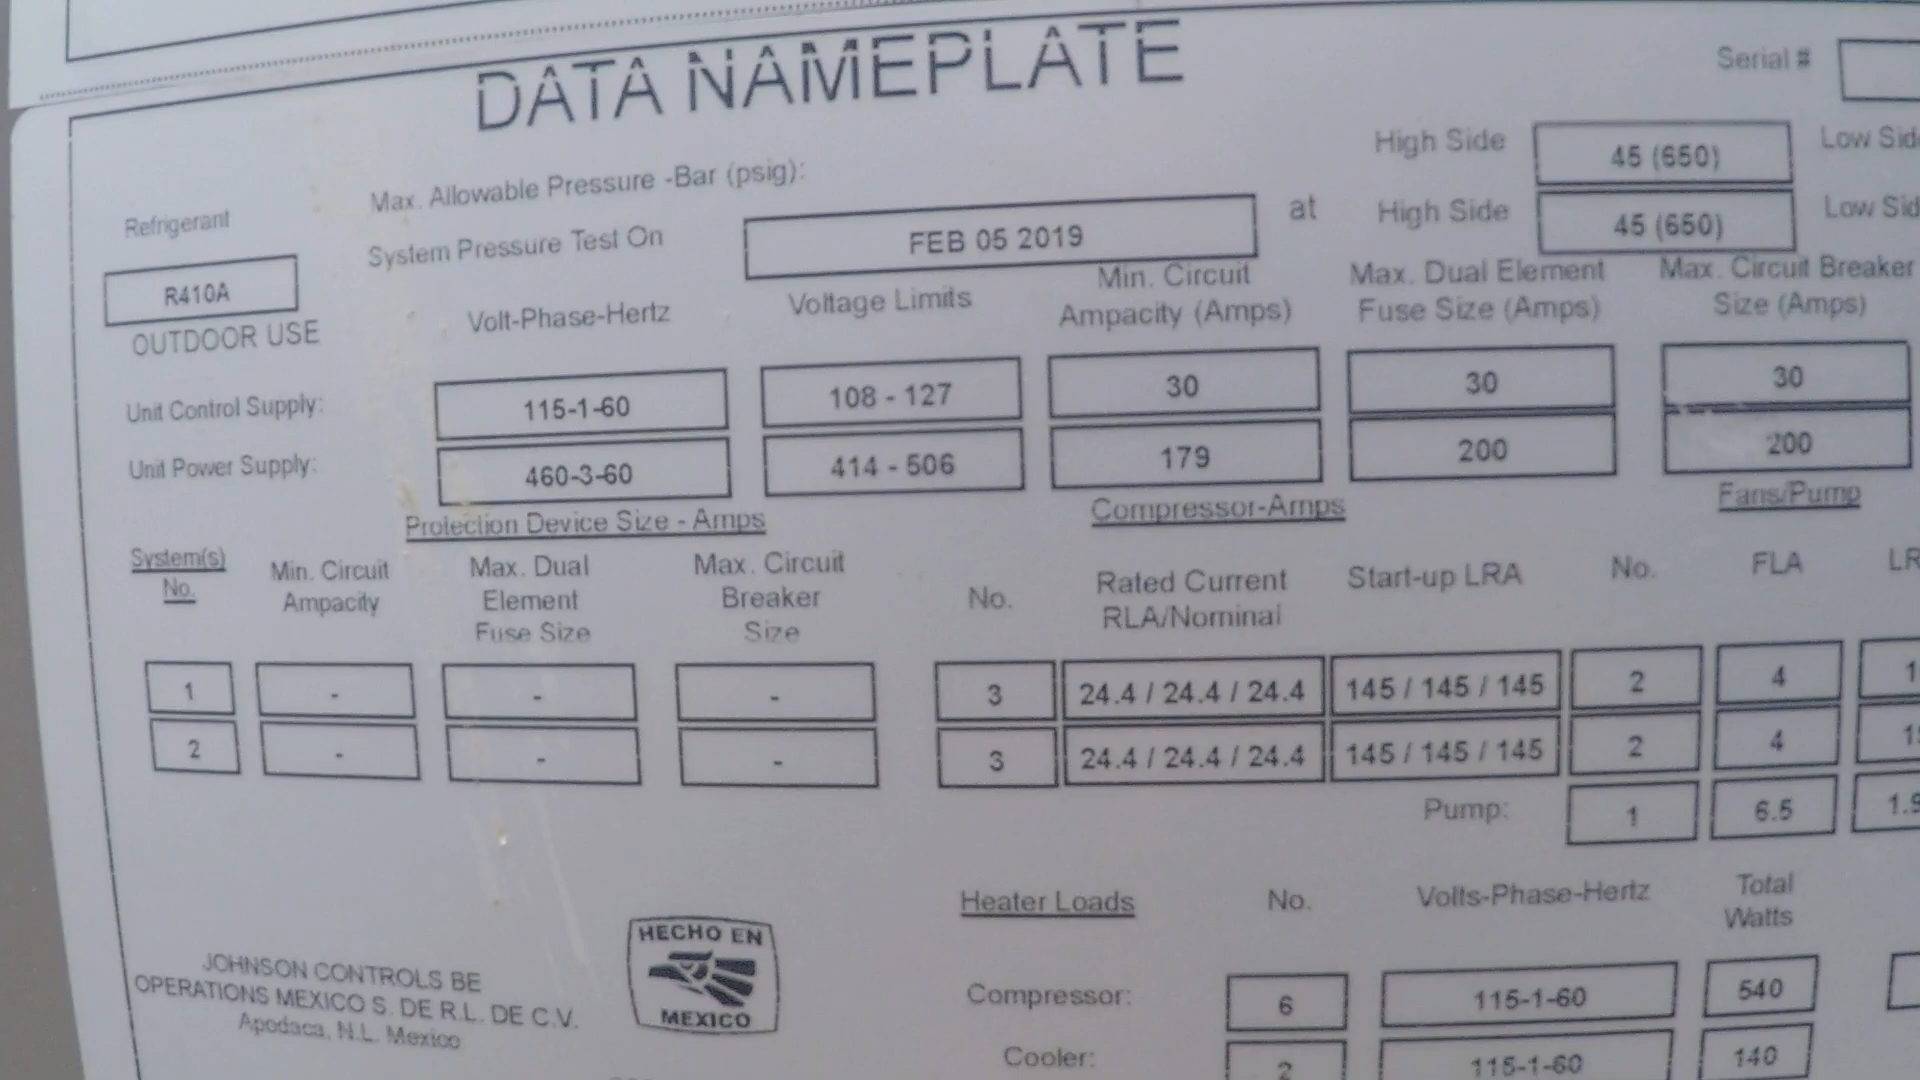 DATA NAMEPLATE
Serial #
Max. Allowable Pressure -Bar (psig):
High Side 45 (650) Low
Refrigerant
System Pressure Test On FEB 05 2019 at High Side 45 (650) Low
R410A
OUTDOOR USE
Volt-Phase-Hertz
Voltage Limits
Min. Circuit
Ampacity (Amps)
Max. Dual Element
Fuse Size (Amps)
Max. Circuit Breaker
Size (Amps)
Unit Control Supply: 115-1-60 108 - 127 30 30 30
Unit Power Supply: 460-3-60 414 - 506 179 200 200
Protection Device Size - Amps
Compressor-Amps
Fans/Pump
System(s)
No.
Min. Circuit
Ampacity
Max. Dual
Element
Fuse Size
Max. Circuit
Breaker
Size
No.
Rated Current
RLA/Nominal
Start-up LRA
No.
FLA
1 - - - 3 24.4 / 24.4 / 24.4 145 / 145 / 145 2 4
2 - - - 3 24.4 / 24.4 / 24.4 145 / 145 / 145 2 4
Pump: 1 6.5
Heater Loads No. Volts-Phase-Hertz
Total
Watts
Compressor: 6 115-1-60 540
Cooler: 2 115-1-60 140
JOHNSON CONTROLS BE
OPERATIONS MEXICO S. DE R.L. DE C.V.
Apodaca, N.L. Mexico
HECHO EN
MEXICO